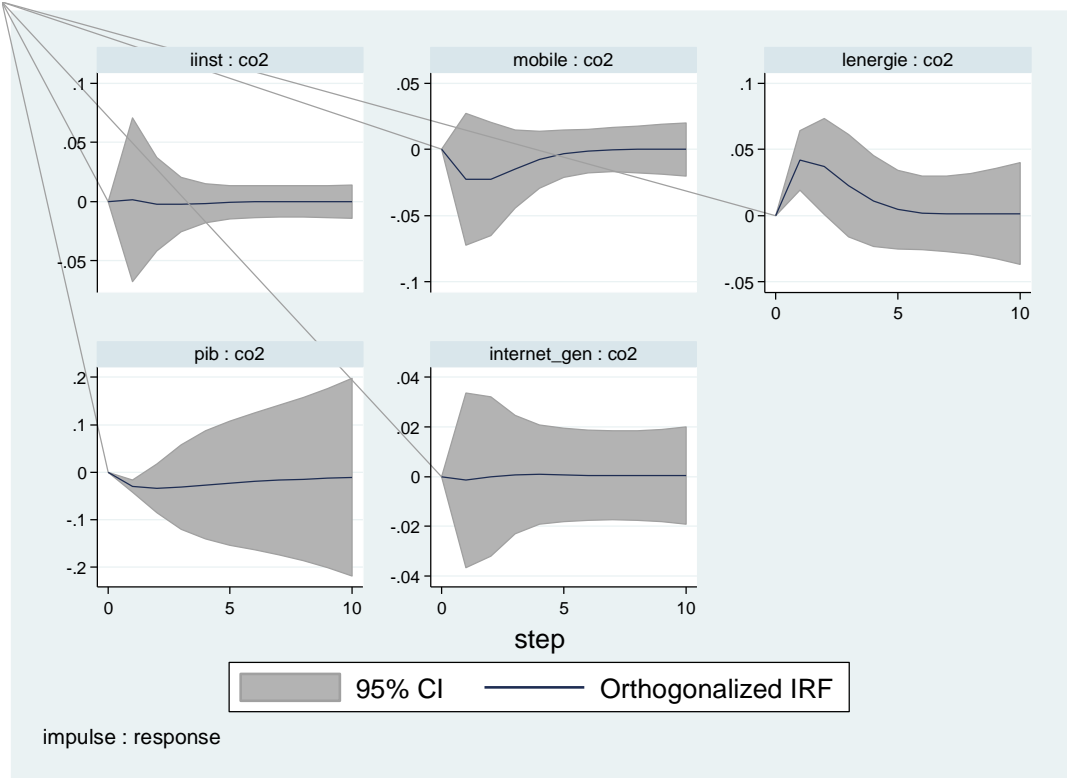 iinst : co2
mobile : co2
lenergie : co2
.1
.05
0
-.05
.05
0
-.05
-.1
.1
.05
0
-.05
0 5 10
pib : co2
internet_gen : co2
.2
.1
0
-.1
-.2
.04
.02
0
-.02
-.04
0 5 10
0 5 10
step
95% CI
Orthogonalized IRF
impulse : response